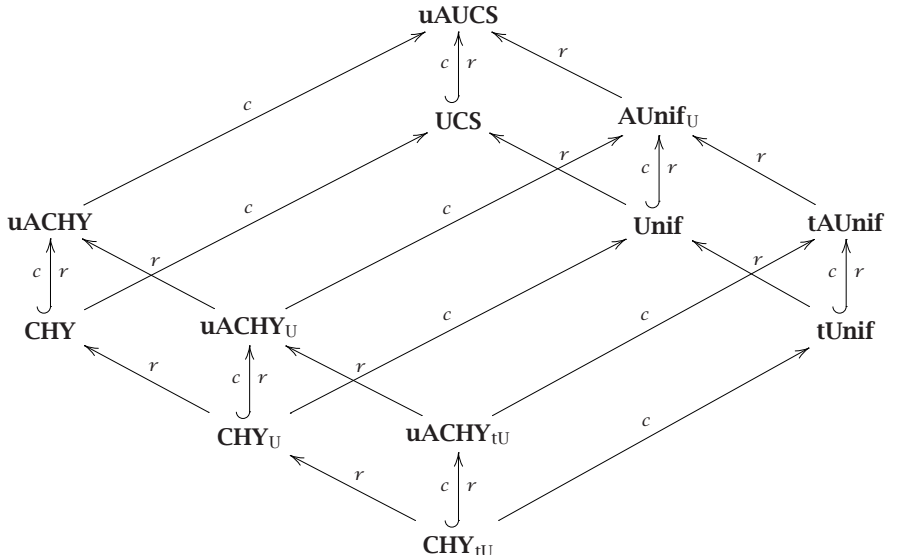 uAUCS
c r
r
UCS
AUnif_U
c
r
c r
r
uACHY
c
c
Unif
tAUnif
c r
r
r
c r
CHY
uACHY_U
c
tUnif
r
c r
c
r
r
CHY_U
uACHY_tU
c
r
c r
CHY_tU